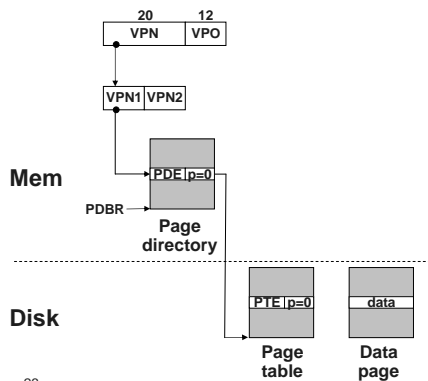 20 12
VPN VPO
VPN1 VPN2
Mem
PDE p=0
PDBR
Page
directory
PTE p=0 data
Disk
Page
table
Data
page